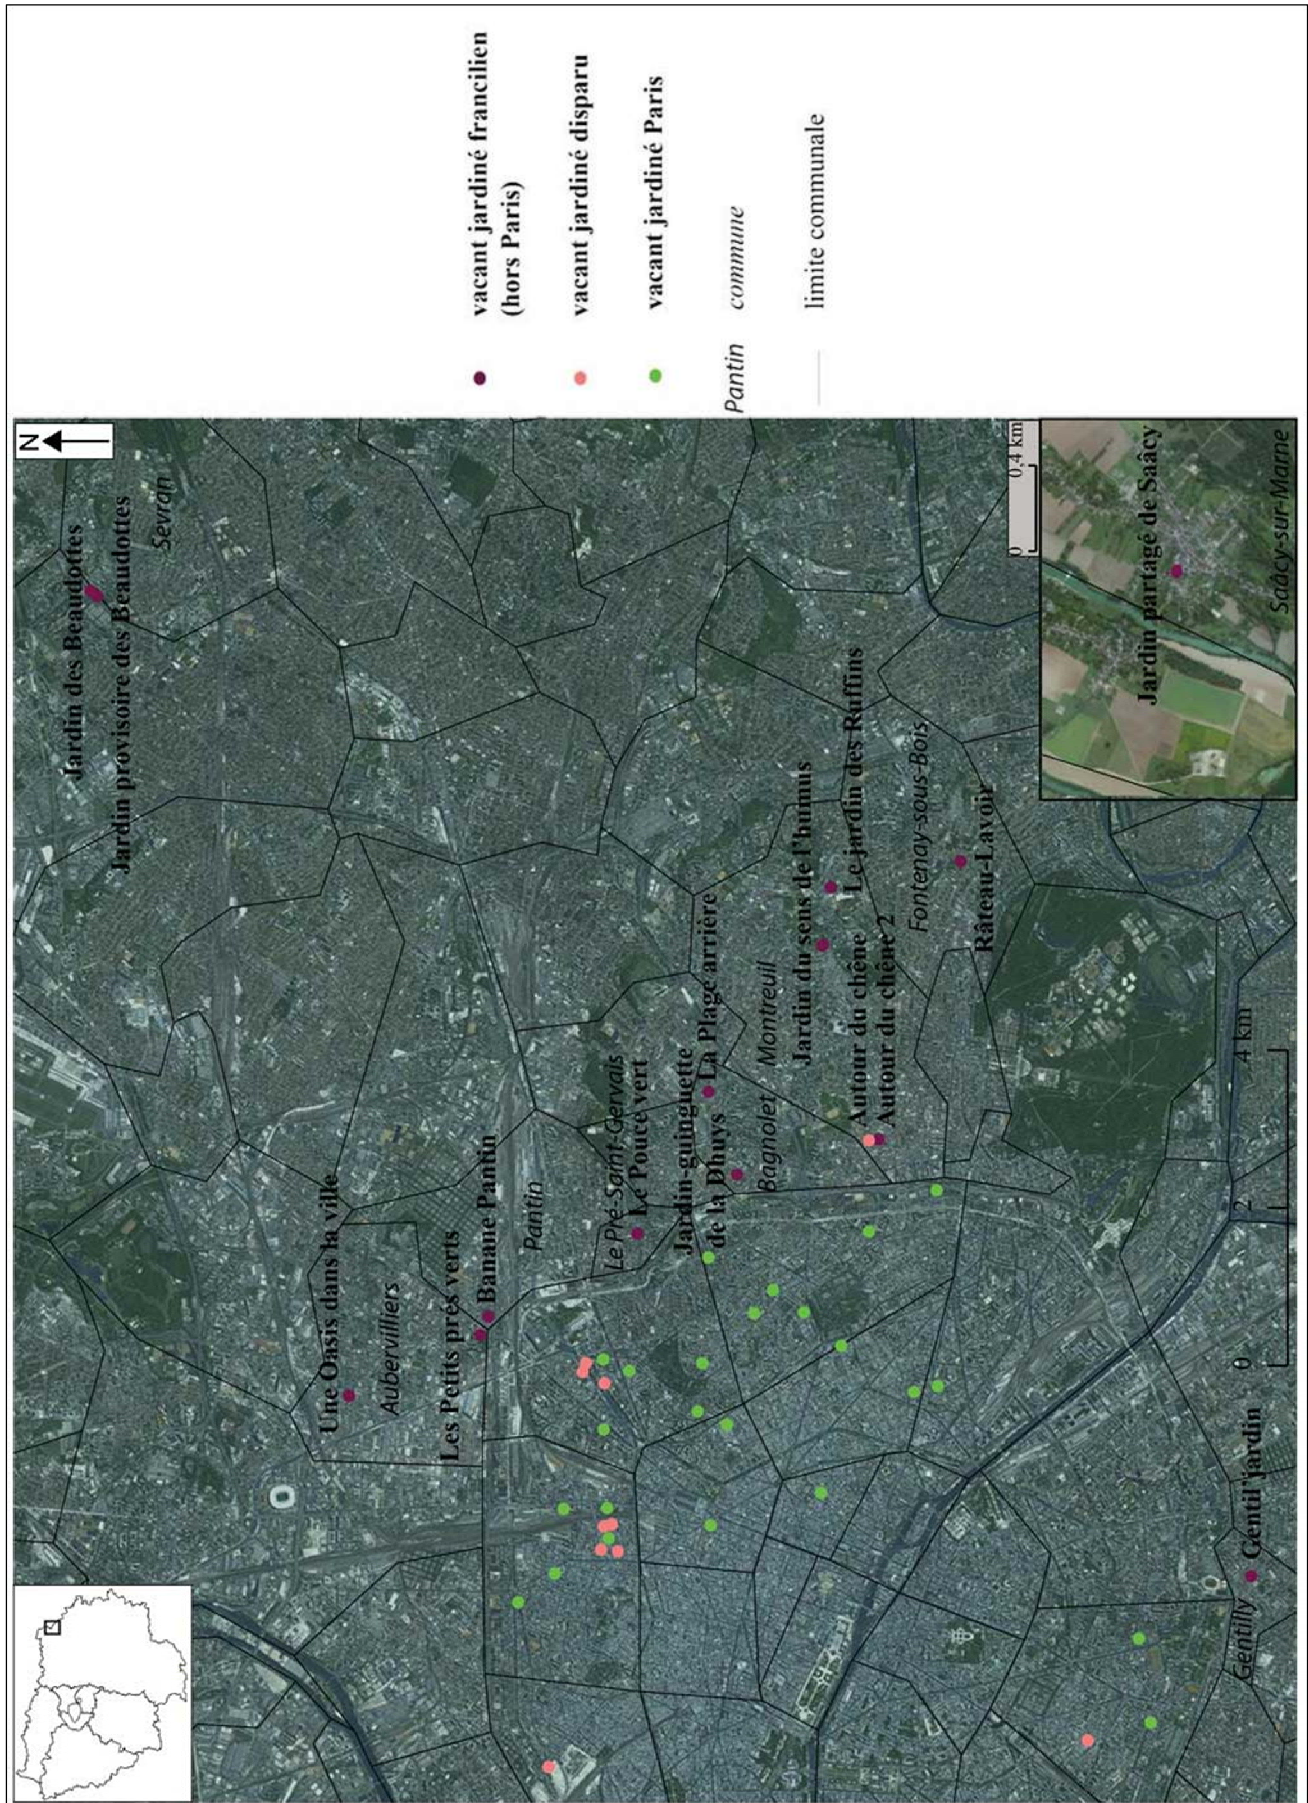 N
Jardin des Beaudottes
Jardin provisoire des Beaudottes
Sevran
Une Oasis dans la ville
Aubervilliers
Les Petits prés verts
Banane Pantin
Pantin
Le Pré-Saint-Gervais
Le Pouce vert
Jardin-guinguette
de la Dhuys
La Plage arrière
Bagnolet
Montreuil
Jardin du sens de l'humus
Le jardin des Ruffins
Autour du chêne
Autour du chêne 2
Fontenay-sous-Bois
Râteau-Lavoir
Gentilly
Gentil'jardin
0 2 4 km
0 0,4 km
Jardin partagé de Saâcy
Saâcy-sur-Marne
vacant jardiné francilien
(hors Paris)
vacant jardiné disparu
vacant jardiné Paris
Pantin commune
limite communale